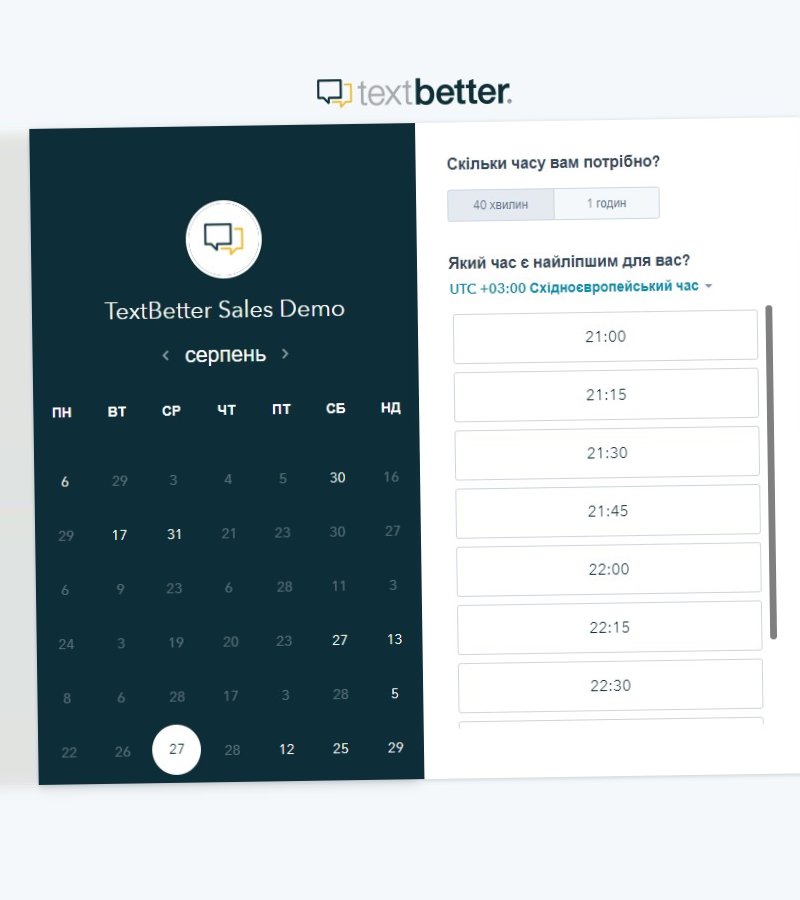 textbetter.
TextBetter Sales Demo
серпень
ПН ВТ СР ЧТ ПТ СБ НД
6 29 3 4 5 30 16
29 17 31 21 23 30 27
6 9 23 6 28 11 3
24 3 19 20 23 27 13
8 6 28 17 3 28 5
22 26 27 28 12 25 29
Скільки часу вам потрібно?
40 хвилин 1 годин
Який час є найліпшим для вас?
UTC +03:00 Східноєвропейський час
21:00
21:15
21:30
21:45
22:00
22:15
22:30